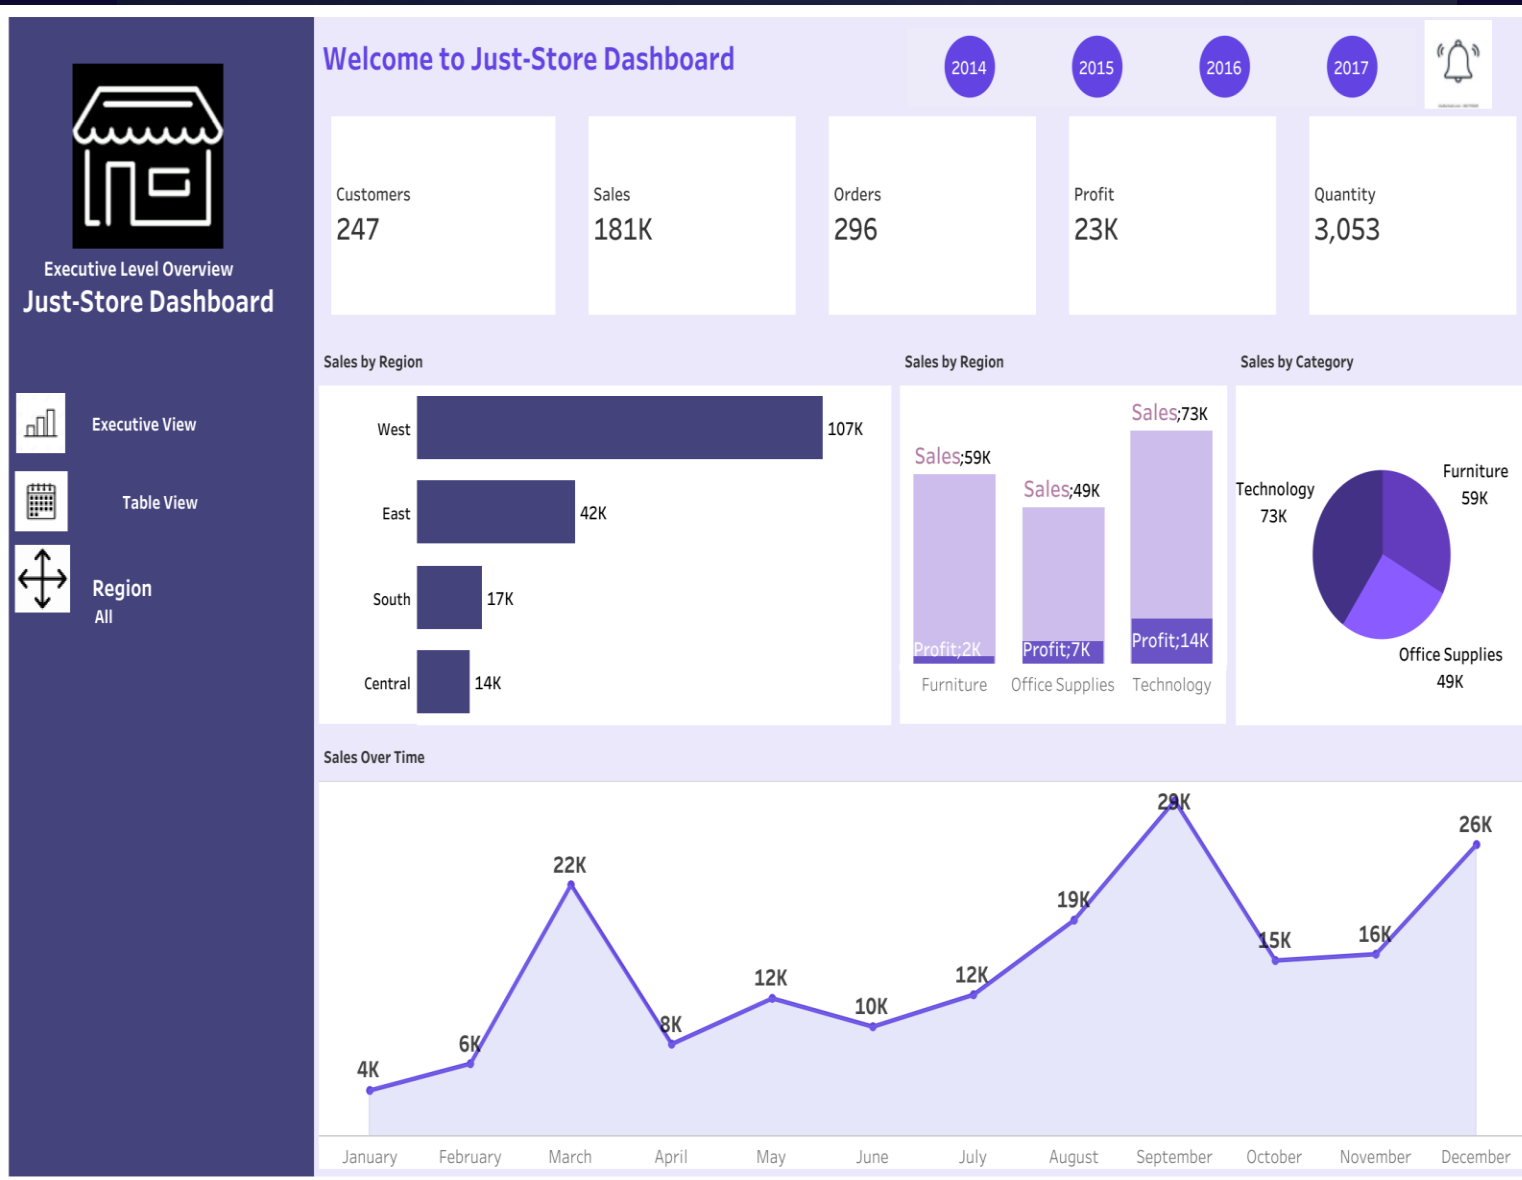 Welcome to Just-Store Dashboard
2014
2015
2016
2017
Executive Level Overview
Just-Store Dashboard
Executive View
Table View
Region
All
Customers
247
Sales
181K
Orders
296
Profit
23K
Quantity
3,053
Sales by Region
West
107K
East
42K
South
17K
Central
14K
Sales by Region
Sales;59K
Sales;49K
Sales;73K
Profit;2K
Profit;7K
Profit;14K
Furniture
Office Supplies
Technology
Sales by Category
Technology
73K
Furniture
59K
Office Supplies
49K
Sales Over Time
4K
6K
22K
8K
12K
10K
12K
19K
29K
15K
16K
26K
January
February
March
April
May
June
July
August
September
October
November
December